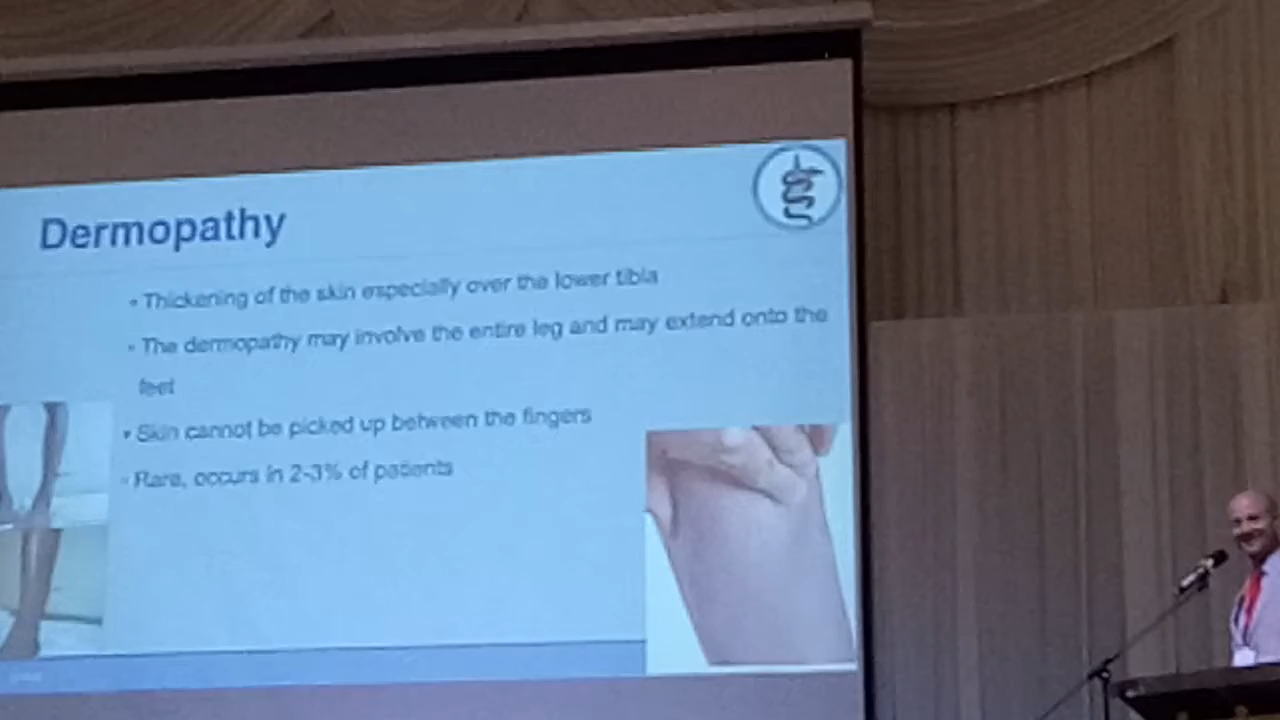 Dermopathy
• Thickening of the skin especially over the lower tibia
• The dermopathy may involve the entire leg and may extend onto the
feet
• Skin cannot be picked up between the fingers
• Rare, occurs in 2-3% of patients